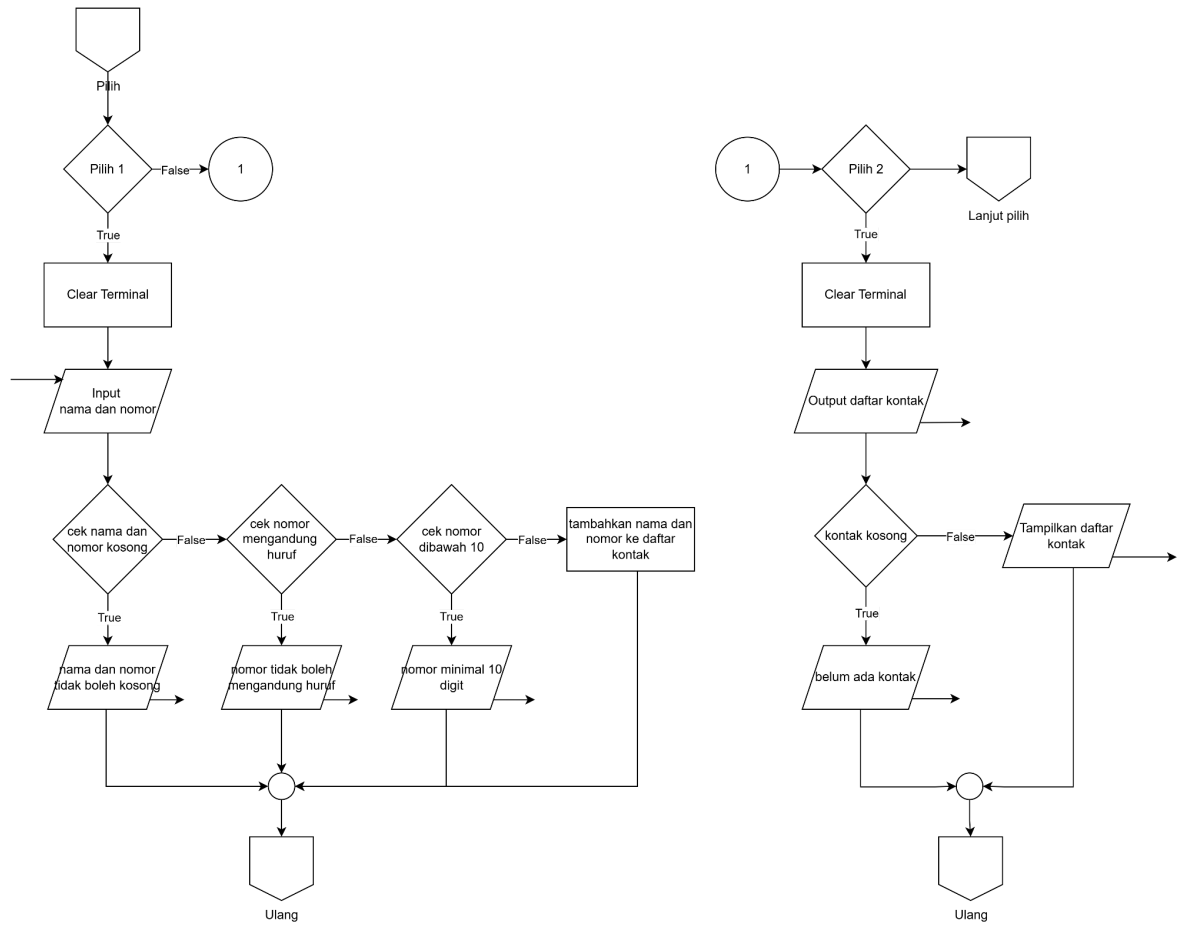 Pilih
Pilih 1
False
1
True
Clear Terminal
Input
nama dan nomor
cek nama dan
nomor kosong
False
cek nomor
mengandung
huruf
False
cek nomor
dibawah 10
False
tambahkan nama dan
nomor ke daftar
kontak
True
True
True
nama dan nomor
tidak boleh kosong
nomor tidak boleh
mengandung huruf
nomor minimal 10
digit
Ulang
1
Pilih 2
Lanjut pilih
True
Clear Terminal
Output daftar kontak
kontak kosong
False
Tampilkan daftar
kontak
True
belum ada kontak
Ulang